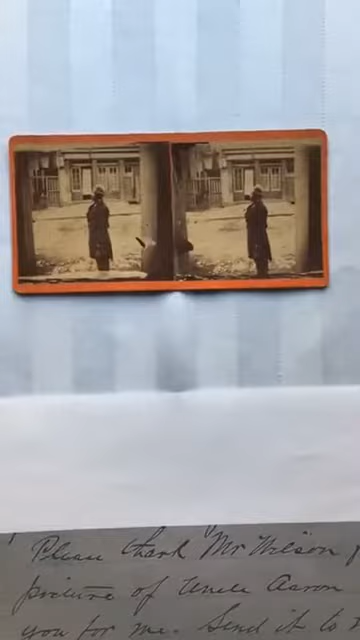 Please thank Mr Wilson
picture of Uncle Aaron
you for me. Send it to